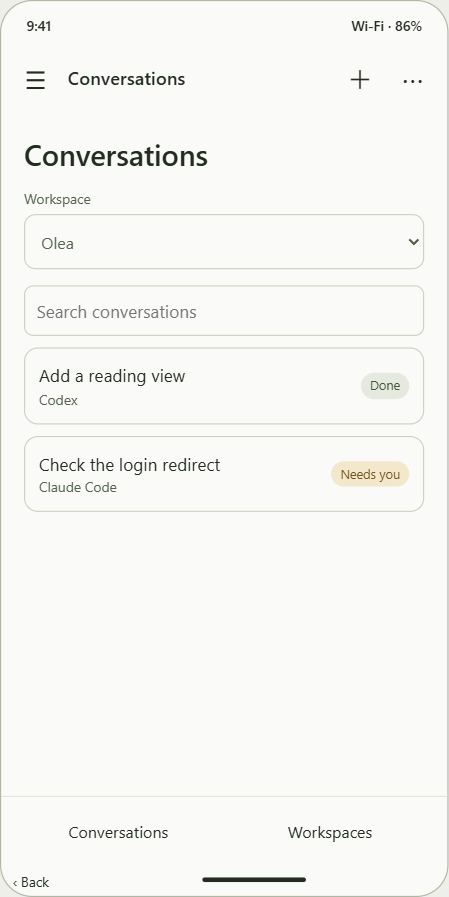 9:41
Wi-Fi · 86%
Conversations
Conversations
Workspace
Olea
Search conversations
Add a reading view
Codex
Done
Check the login redirect
Claude Code
Needs you
Conversations
Workspaces
‹ Back